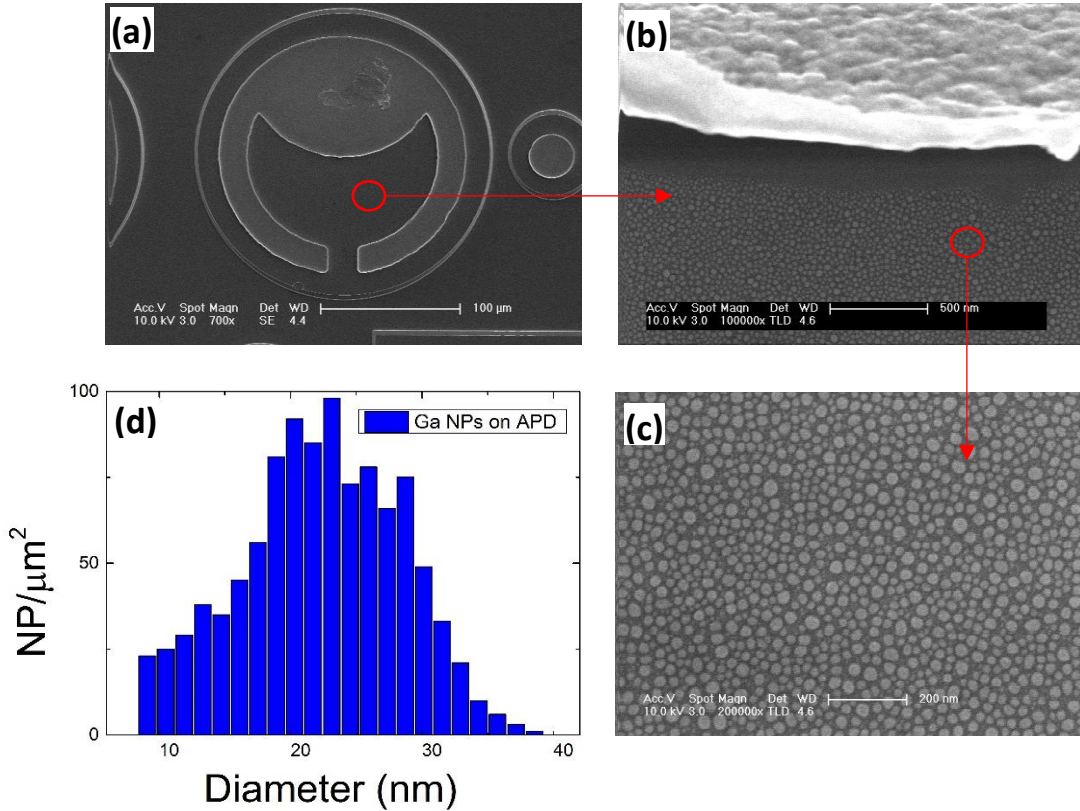 (a)
Acc.V Spot Magn Det WD
10.0 kV 3.0 700x SE 4.4
100 μm
(b)
Acc.V Spot Magn Det WD
10.0 kV 3.0 100000x TLD 4.6
500 nm
(d)
Ga NPs on APD
100
50
0
NP/μm²
10 20 30 40
Diameter (nm)
(c)
Acc.V Spot Magn Det WD
10.0 kV 3.0 200000x TLD 4.6
200 nm